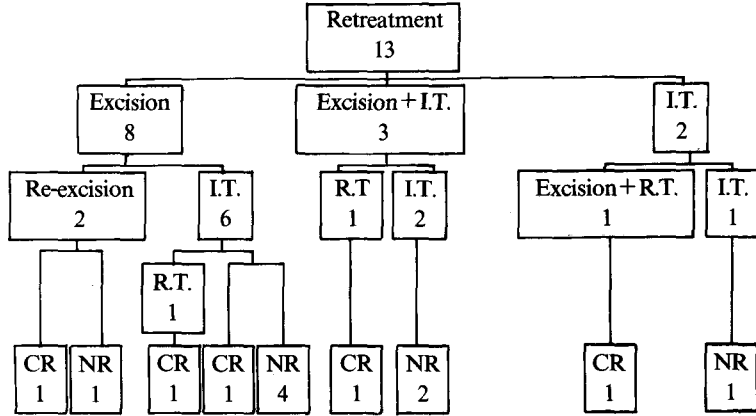 Retreatment
13
Excision
8
Excision + I.T.
3
I.T.
2
Re-excision
2
I.T.
6
R.T
1
I.T.
2
Excision + R.T.
1
I.T.
1
R.T.
1
CR
1
NR
1
CR
1
CR
1
NR
4
CR
1
NR
2
CR
1
NR
1